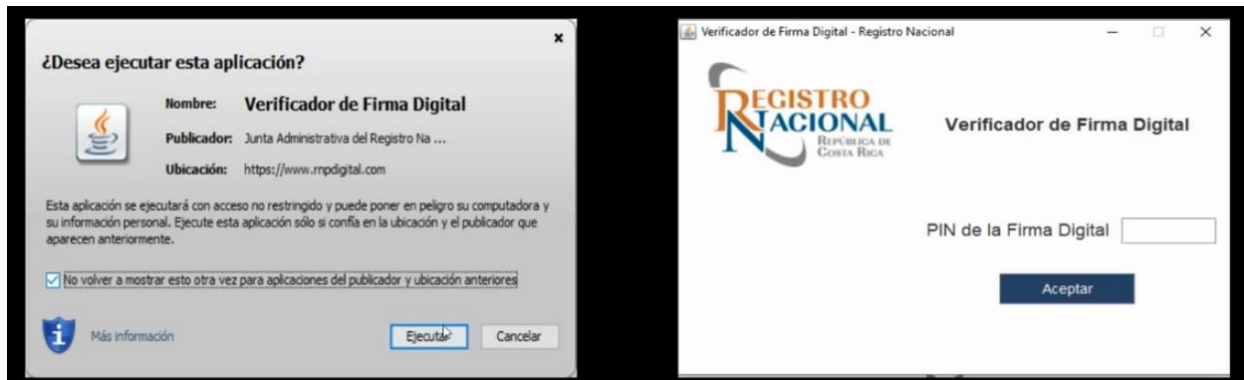 ¿Desea ejecutar esta aplicación?
Nombre: Verificador de Firma Digital
Publicador: Junta Administrativa del Registro Na ...
Ubicación: https://www.rnpdigital.com
Esta aplicación se ejecutará con acceso no restringido y puede poner en peligro su computadora y
su información personal. Ejecute esta aplicación sólo si confía en la ubicación y el publicador que
aparecen anteriormente.
No volver a mostrar esto otra vez para aplicaciones del publicador y ubicación anteriores
Más información
Ejecutar
Cancelar
Verificador de Firma Digital - Registro Nacional
REGISTRO
NACIONAL
REPÚBLICA DE
COSTA RICA
Verificador de Firma Digital
PIN de la Firma Digital
Aceptar